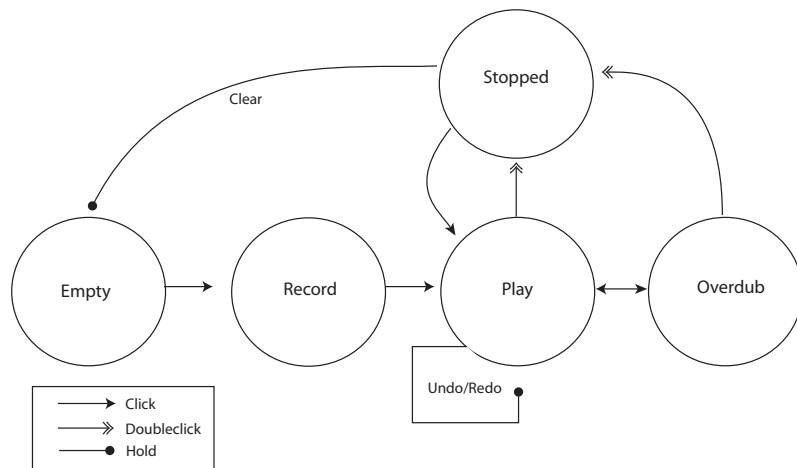 Stopped
Clear
Empty
Record
Play
Overdub
Undo/Redo
Click
Doubleclick
Hold